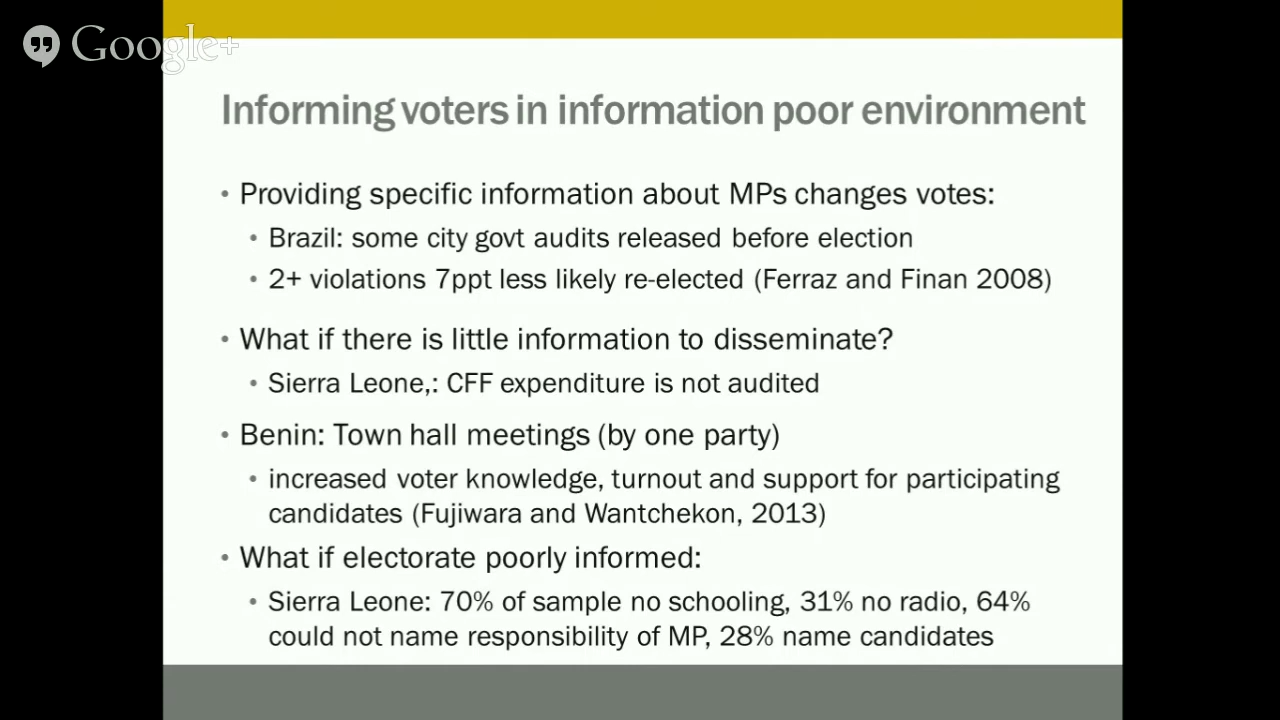 Google+
Informing voters in information poor environment
• Providing specific information about MPs changes votes:
• Brazil: some city govt audits released before election
• 2+ violations 7ppt less likely re-elected (Ferraz and Finan 2008)
• What if there is little information to disseminate?
• Sierra Leone,: CFF expenditure is not audited
• Benin: Town hall meetings (by one party)
• increased voter knowledge, turnout and support for participating
candidates (Fujiwara and Wantchekon, 2013)
• What if electorate poorly informed:
• Sierra Leone: 70% of sample no schooling, 31% no radio, 64%
could not name responsibility of MP, 28% name candidates